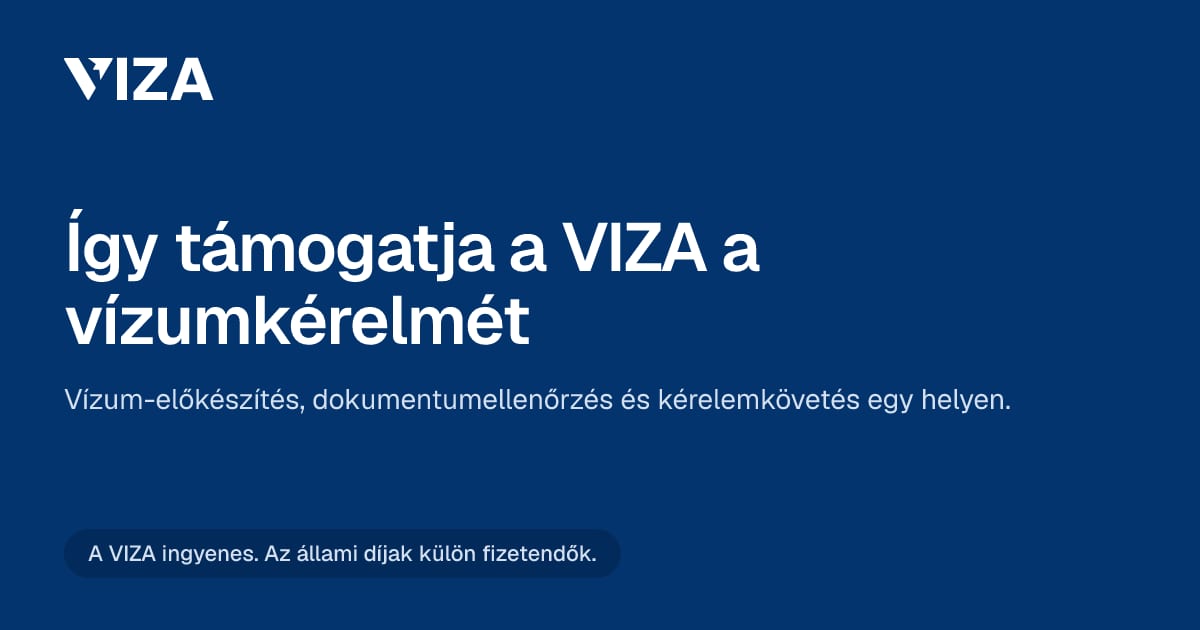 VIZA
Így támogatja a VIZA a
vízumkérelmét
Vízum-előkészítés, dokumentumellenőrzés és kérelemkövetés egy helyen.
A VIZA ingyenes. Az állami díjak külön fizetendők.